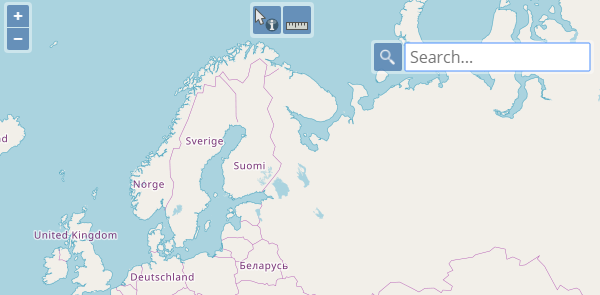 +
−
i
Search...
d
Sverige
Suomi
Norge
United Kingdom
Беларусь
Deutschland